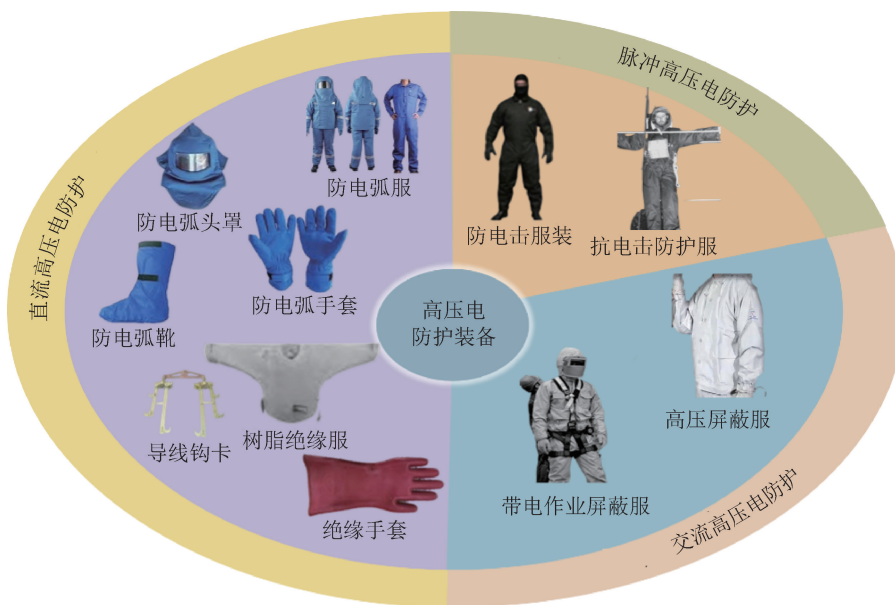 脉冲高压电防护
防电弧服
防电弧头罩
防电击服装
抗电击防护服
直流高压电防护
防电弧手套
防电弧靴
高压电
防护装备
导线钩卡
树脂绝缘服
高压屏蔽服
带电作业屏蔽服
绝缘手套
交流高压电防护